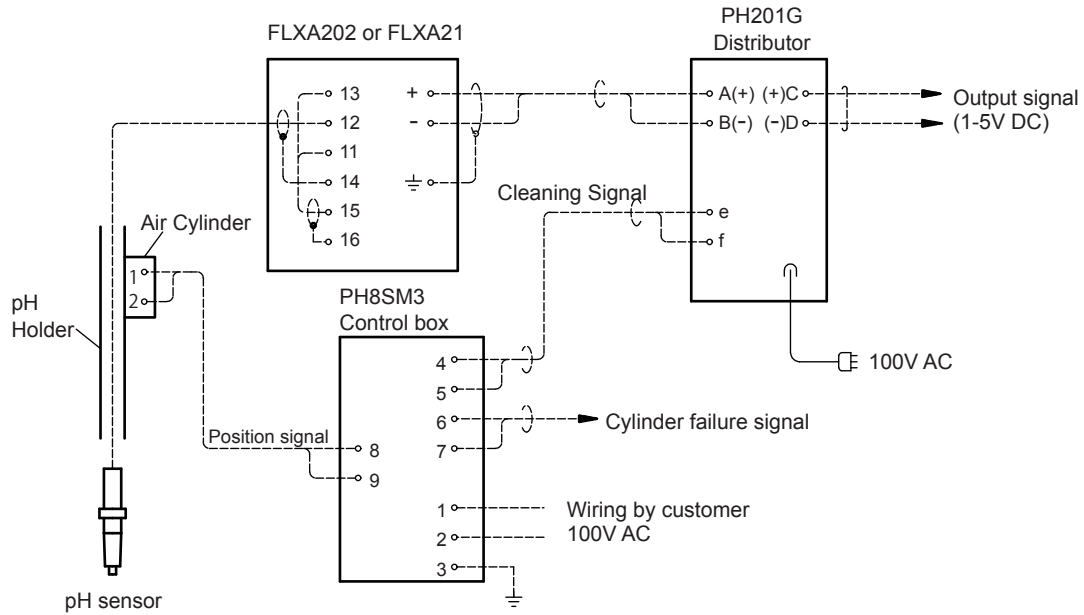 FLXA202 or FLXA21
13
12
11
14
15
16
+
-
PH201G
Distributor
A(+) (+)C
B(-) (-)D
e
f
Output signal
(1-5V DC)
100V AC
Cleaning Signal
Air Cylinder
1
2
pH
Holder
pH sensor
Position signal
PH8SM3
Control box
4
5
6
7
8
9
1
2
3
Cylinder failure signal
Wiring by customer
100V AC